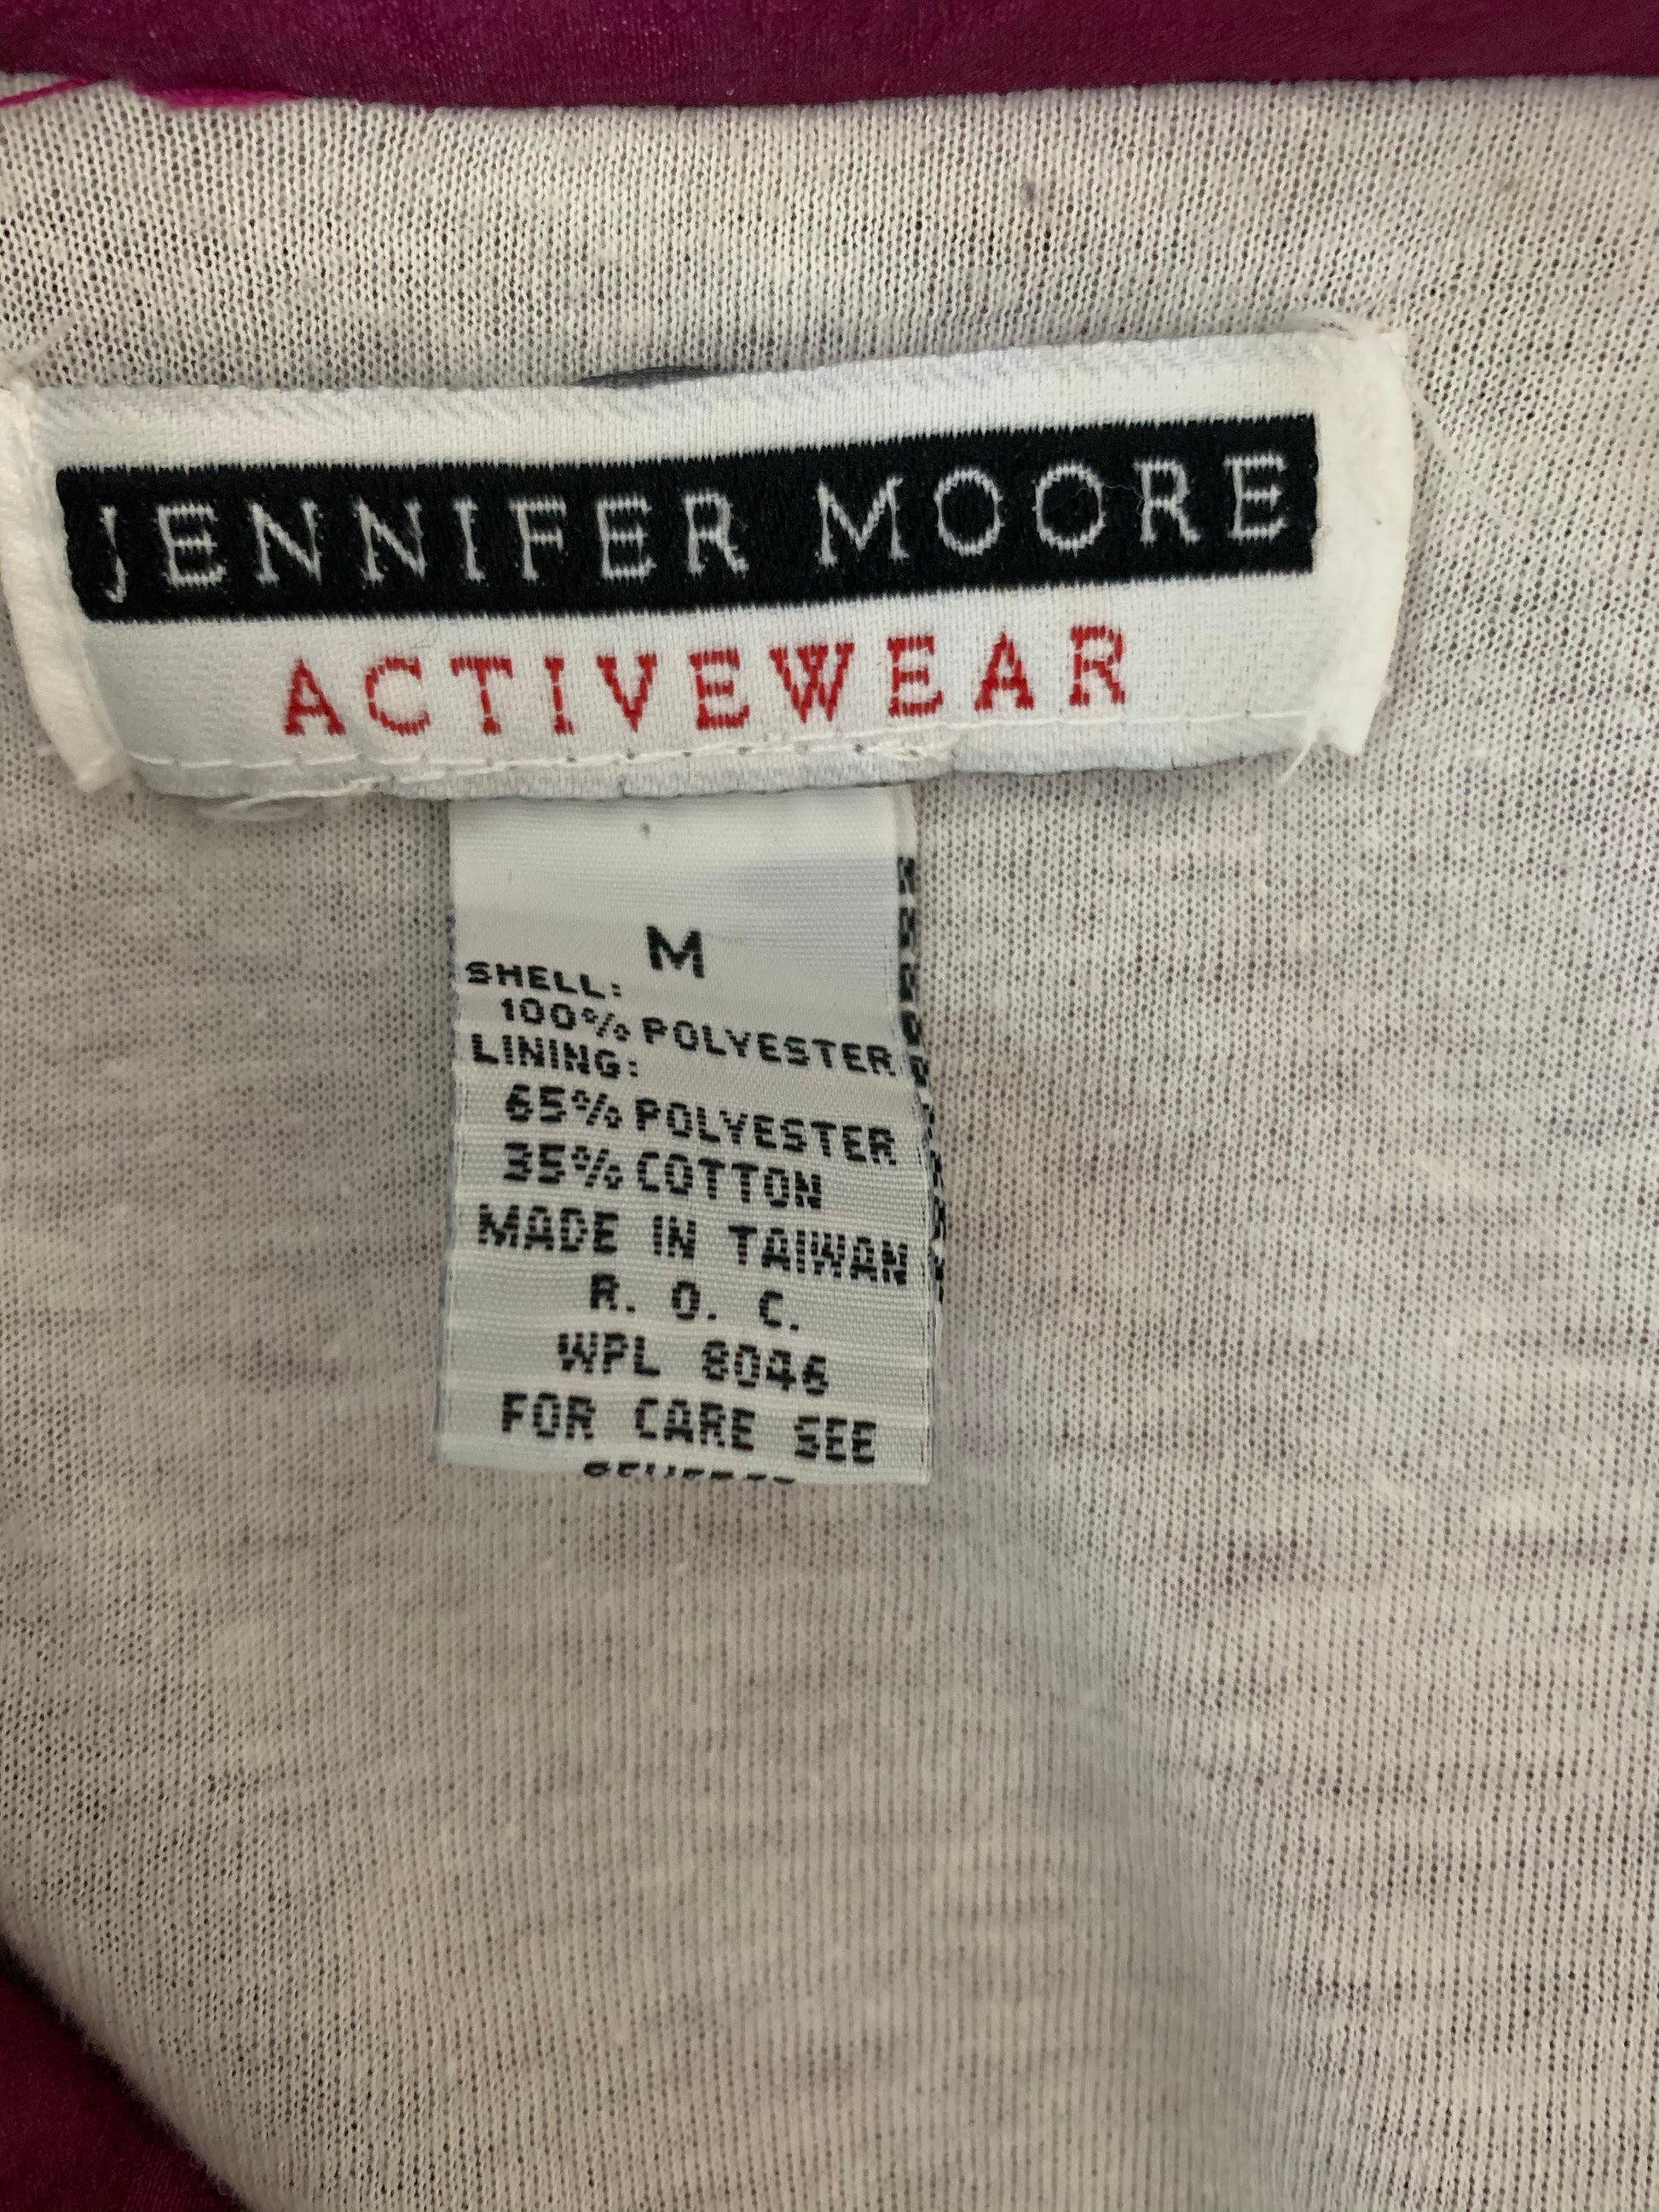 JENNIFER MOORE
ACTIVEWEAR
M
SHELL:
100% POLYESTER
LINING:
65% POLYESTER
35% COTTON
MADE IN TAIWAN
R. O. C.
WPL 8046
FOR CARE SEE